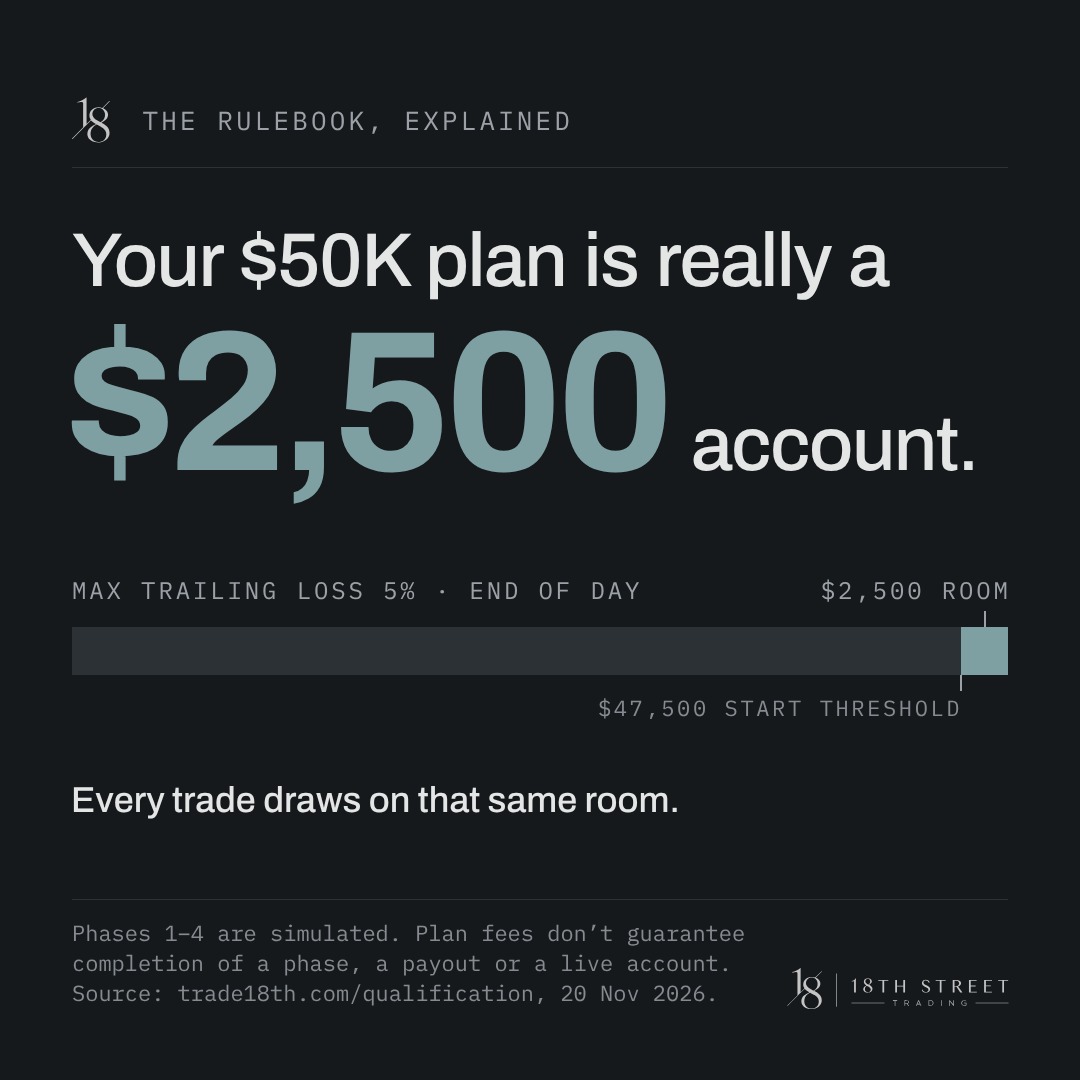 18 THE RULEBOOK, EXPLAINED
Your $50K plan is really a
$2,500 account.
MAX TRAILING LOSS 5% · END OF DAY $2,500 ROOM
$47,500 START THRESHOLD
Every trade draws on that same room.
Phases 1–4 are simulated. Plan fees don’t guarantee
completion of a phase, a payout or a live account.
Source: trade18th.com/qualification, 20 Nov 2026.
18 18TH STREET
TRADING